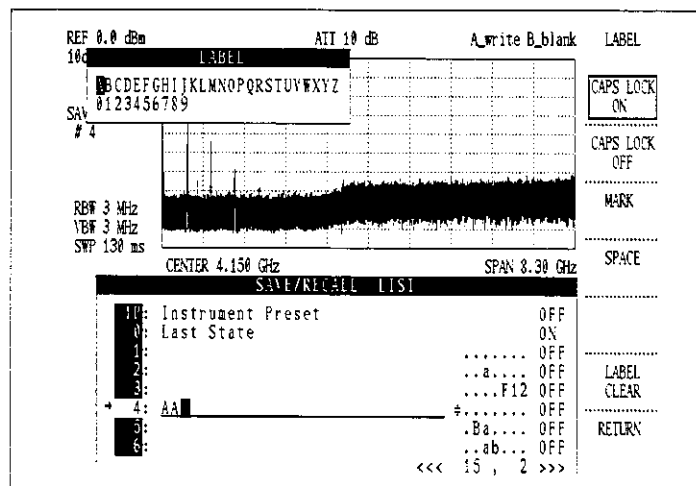 REF 0.0 dBm ATT 10 dB A_write B_blank LABEL
LABEL
ABCDEFGHIJKLMNOPQRSTUVWXYZ
0123456789
# 4
CAPS LOCK
ON
CAPS LOCK
OFF
MARK
SPACE
RBW 3 MHz
VBW 3 MHz
SWP 130 ms
CENTER 4.150 GHz SPAN 8.30 GHz
SAVE/RECALL LIST
IP: Instrument Preset OFF
0: Last State ON
1: ....... OFF
2: ..a.... OFF
3: ....F12 OFF
→ 4: AA ÷....... OFF
5: .Ba.... OFF
6: ..ab... OFF
<<< 15 , 2 >>>
LABEL
CLEAR
RETURN